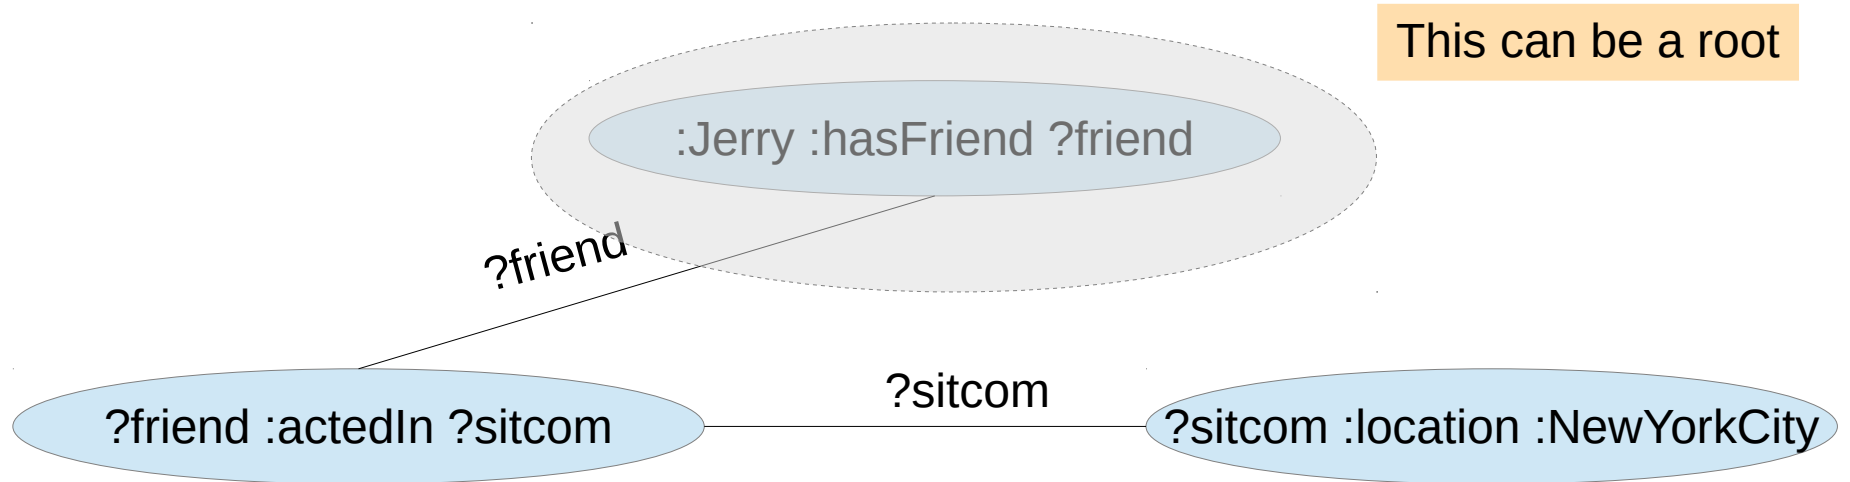 This can be a root
:Jerry :hasFriend ?friend
?friend
?sitcom
?friend :actedIn ?sitcom
?sitcom :location :NewYorkCity